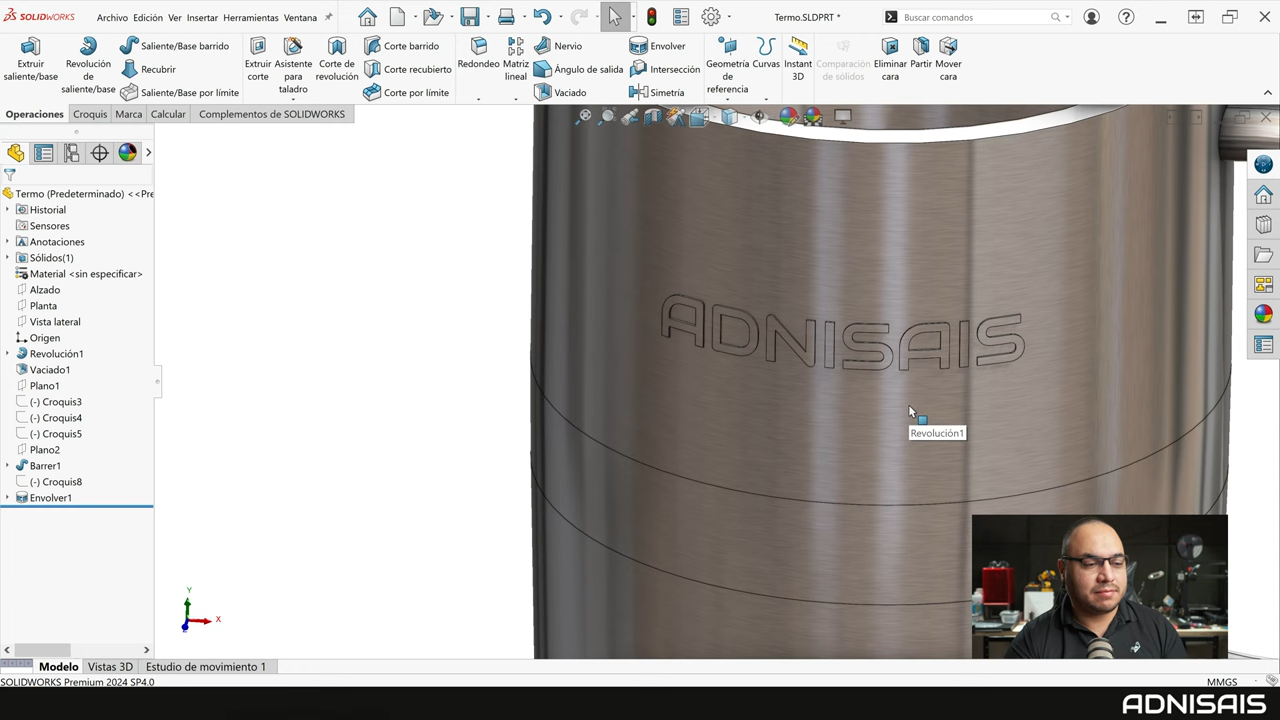 SOLIDWORKS Archivo Edición Ver Insertar Herramientas Ventana Termo.SLDPRT * Buscar comandos
Extruir saliente/base
Revolución de saliente/base
Saliente/Base barrido
Recubrir
Saliente/Base por límite
Extruir corte
Asistente para taladro
Corte de revolución
Corte barrido
Corte recubierto
Corte por límite
Redondeo
Matriz lineal
Nervio
Ángulo de salida
Vaciado
Envolver
Intersección
Simetría
Geometría de referencia
Curvas
Instant 3D
Comparación de sólidos
Eliminar cara
Partir
Mover cara
Operaciones Croquis Marca Calcular Complementos de SOLIDWORKS
Termo (Predeterminado) <<Pre
Historial
Sensores
Anotaciones
Sólidos(1)
Material <sin especificar>
Alzado
Planta
Vista lateral
Origen
Revolución1
Vaciado1
Plano1
(-) Croquis3
(-) Croquis4
(-) Croquis5
Plano2
Barrer1
(-) Croquis8
Envolver1
ADNISAIS
Revolución1
Y
X
Z
Modelo Vistas 3D Estudio de movimiento 1
SOLIDWORKS Premium 2024 SP4.0 MMGS
ADNISAIS